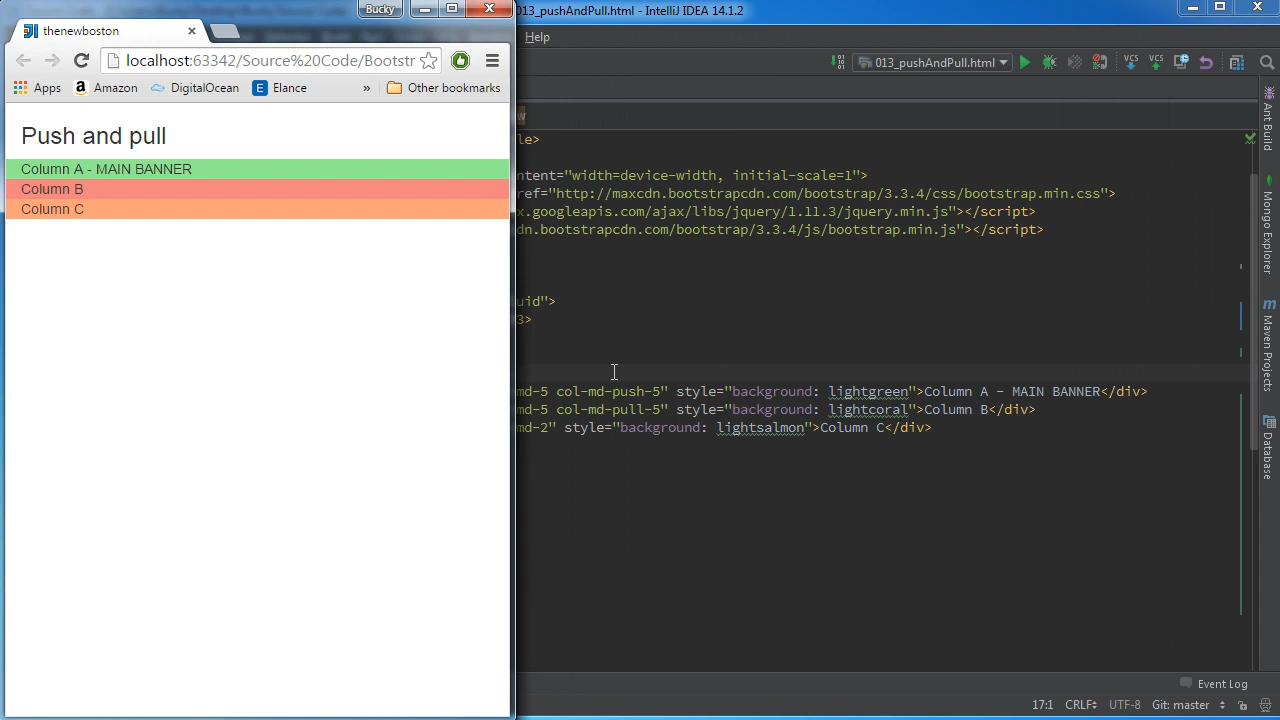 Bucky
thenewboston
localhost:63342/Source%20Code/Bootstr
Apps
Amazon
DigitalOcean
Elance
»
Other bookmarks
Push and pull
Column A - MAIN BANNER
Column B
Column C
013_pushAndPull.html - IntelliJ IDEA 14.1.2
Help
013_pushAndPull.html
VCS
VCS
le>
ntent="width=device-width, initial-scale=1">
ref="http://maxcdn.bootstrapcdn.com/bootstrap/3.3.4/css/bootstrap.min.css">
x.googleapis.com/ajax/libs/jquery/1.11.3/jquery.min.js"></script>
dn.bootstrapcdn.com/bootstrap/3.3.4/js/bootstrap.min.js"></script>
uid">
3>
md-5 col-md-push-5" style="background: lightgreen">Column A - MAIN BANNER</div>
md-5 col-md-pull-5" style="background: lightcoral">Column B</div>
md-2" style="background: lightsalmon">Column C</div>
Ant Build
Mongo Explorer
Maven Projects
Database
Event Log
17:1 CRLF UTF-8 Git: master